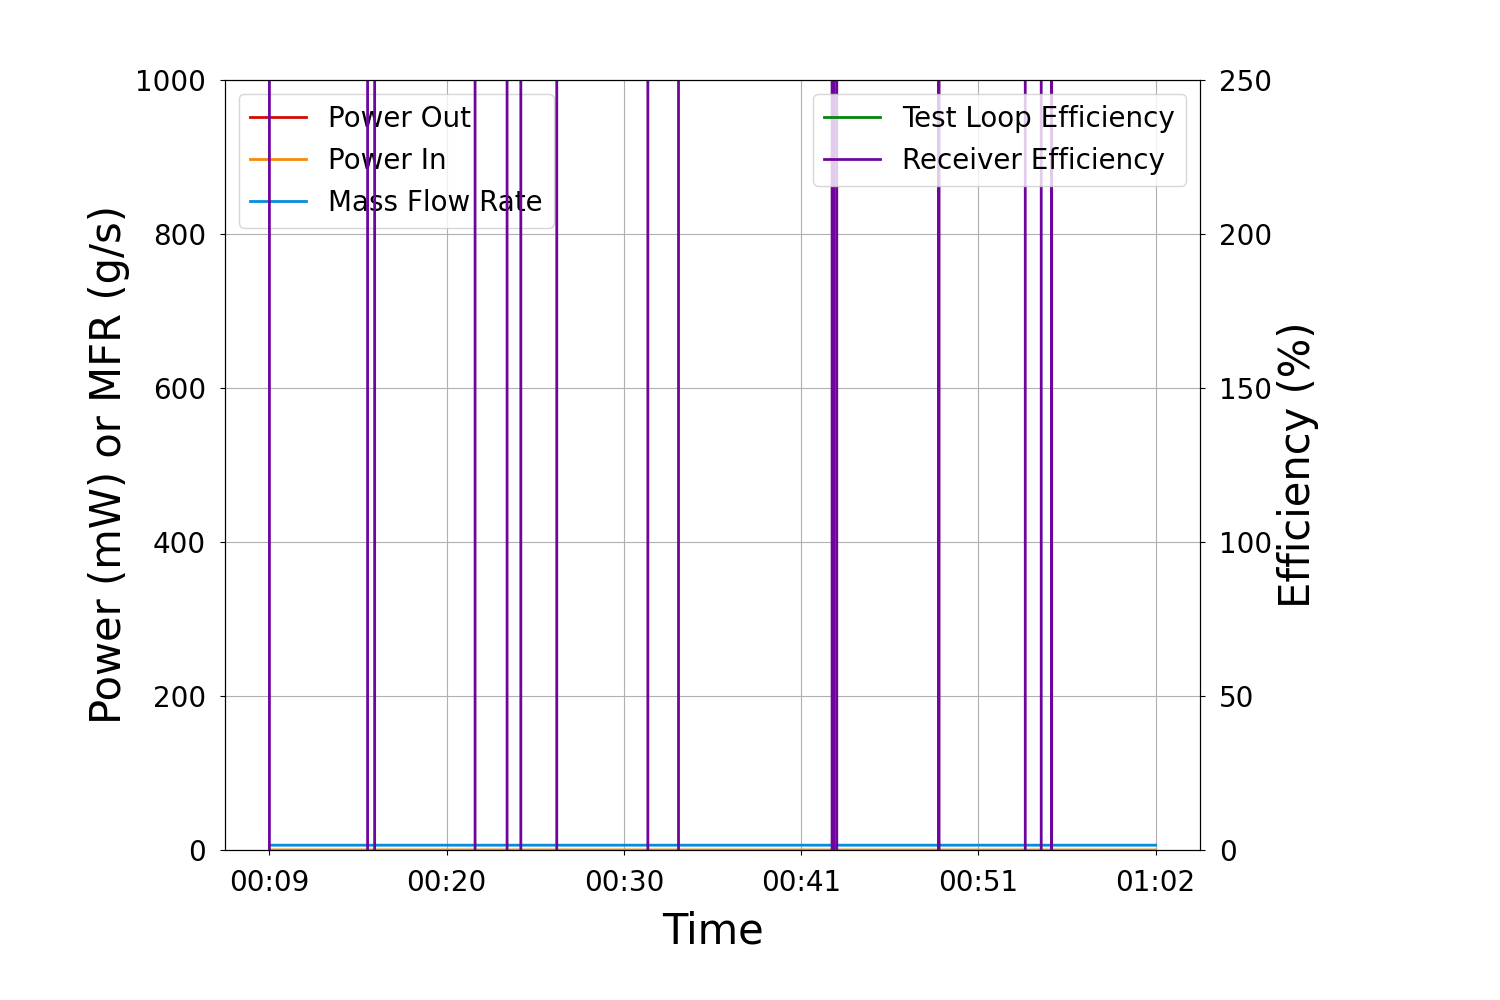 Power (mW) or MFR (g/s)
1000
800
600
400
200
0
Power Out
Power In
Mass Flow Rate
Test Loop Efficiency
Receiver Efficiency
250
200
150
100
50
0
Efficiency (%)
00:09 00:20 00:30 00:41 00:51 01:02
Time